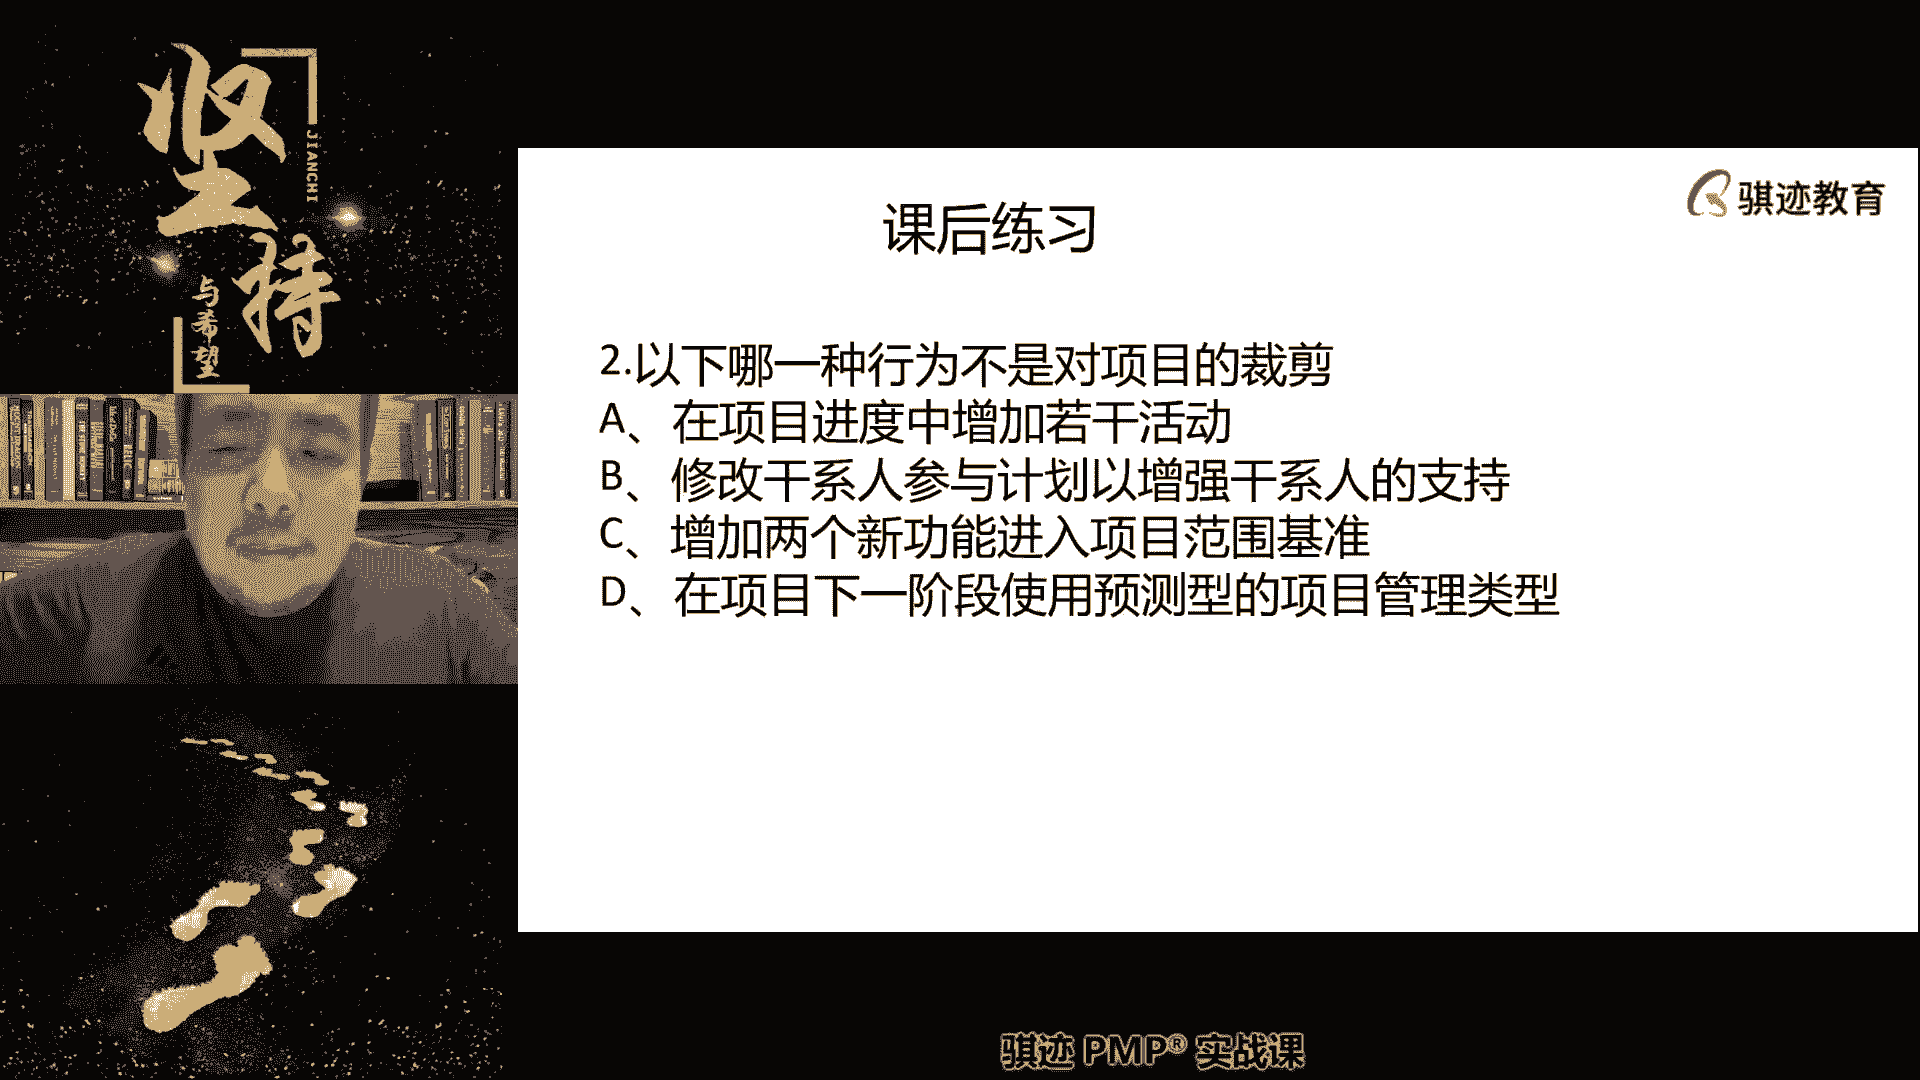 坚持
JIANCHI
与希望
骐迹教育
课后练习
2.以下哪一种行为不是对项目的裁剪
A、在项目进度中增加若干活动
B、修改干系人参与计划以增强干系人的支持
C、增加两个新功能进入项目范围基准
D、在项目下一阶段使用预测型的项目管理类型
骐迹 PMP® 实战课